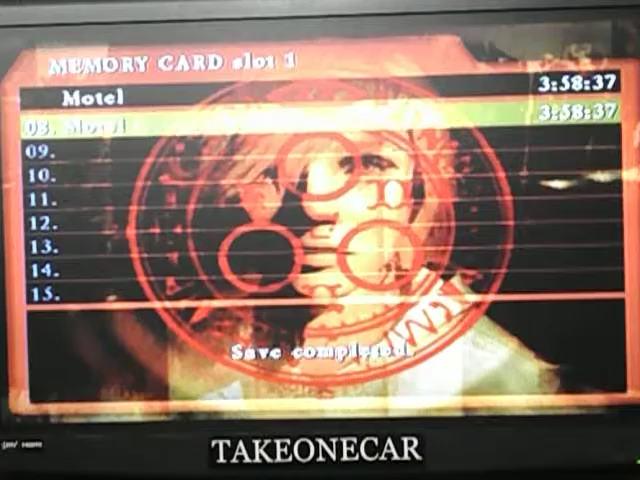 MEMORY CARD slot 1
Motel 3:58:37
08. Motel 3:58:37
09.
10.
11.
12.
13.
14.
15.
Save completed.
TAKEONECAR